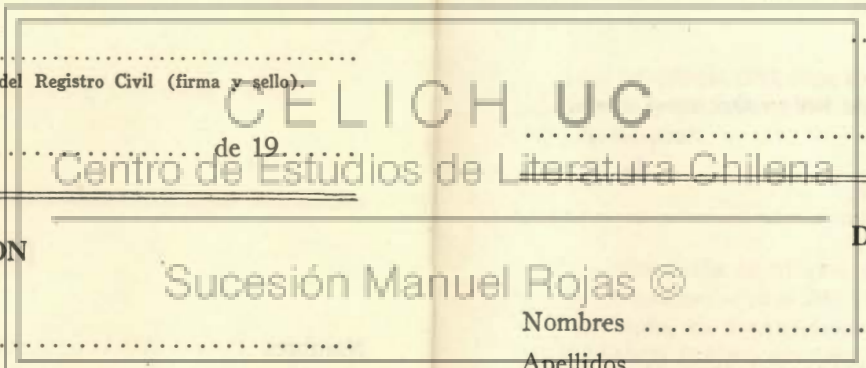 del Registro Civil (firma y sello).
CELICH UC
de 19
Centro de Estudios de Literatura Chilena
Sucesión Manuel Rojas ©
Nombres
Apellidos